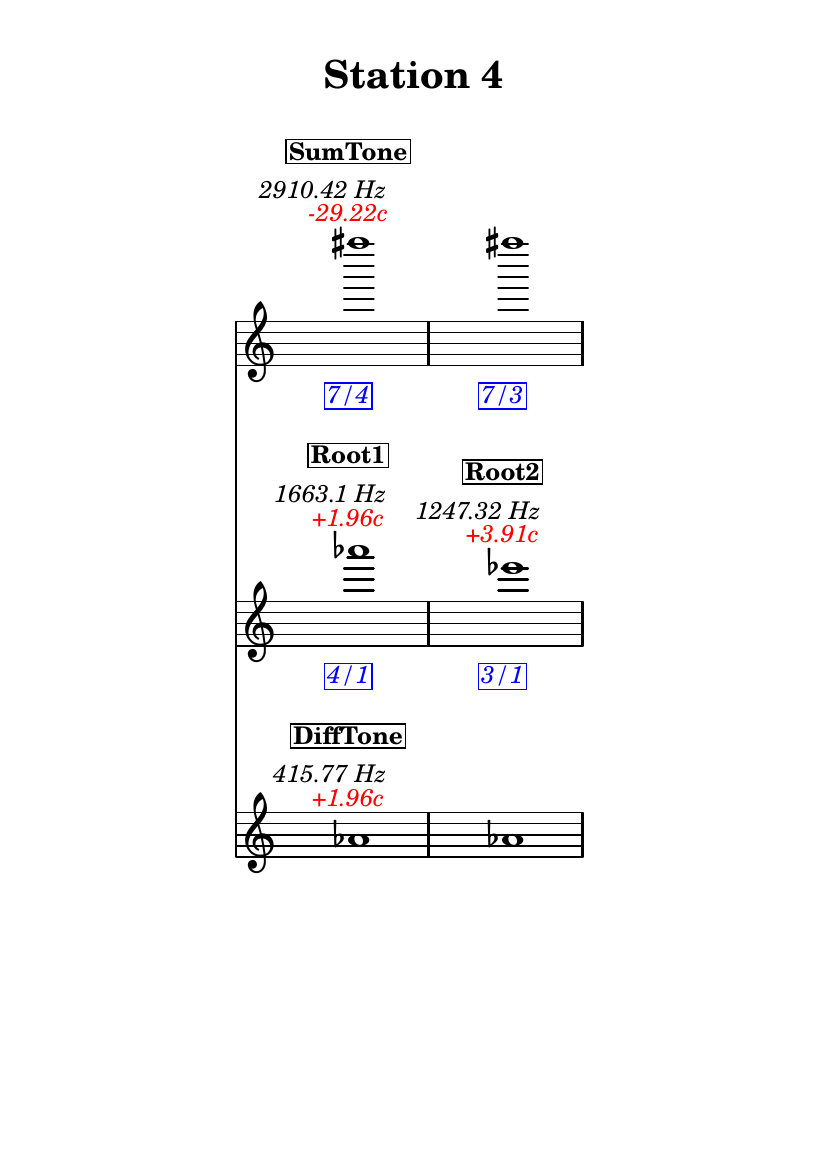 Station 4
SumTone
2910.42 Hz
-29.22c
7/4
7/3
Root1
1663.1 Hz
+1.96c
Root2
1247.32 Hz
+3.91c
4/1
3/1
DiffTone
415.77 Hz
+1.96c